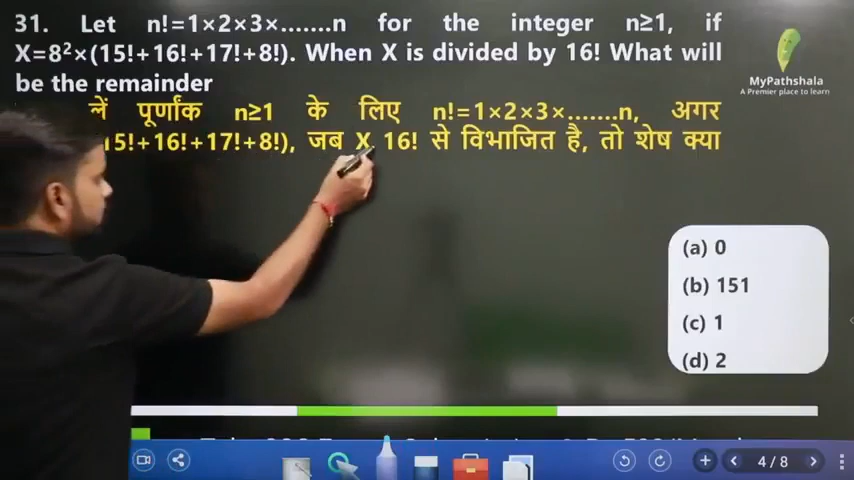 31. Let n!=1×2×3×.......n for the integer n≥1, if
X=8²×(15!+16!+17!+8!). When X is divided by 16! What will
be the remainder
लें पूर्णांक n≥1 के लिए n!=1×2×3×.......n, अगर
15!+16!+17!+8!), जब X 16! से विभाजित है, तो शेष क्या
MyPathshala
A Premier place to learn
(a) 0
(b) 151
(c) 1
(d) 2
4/8